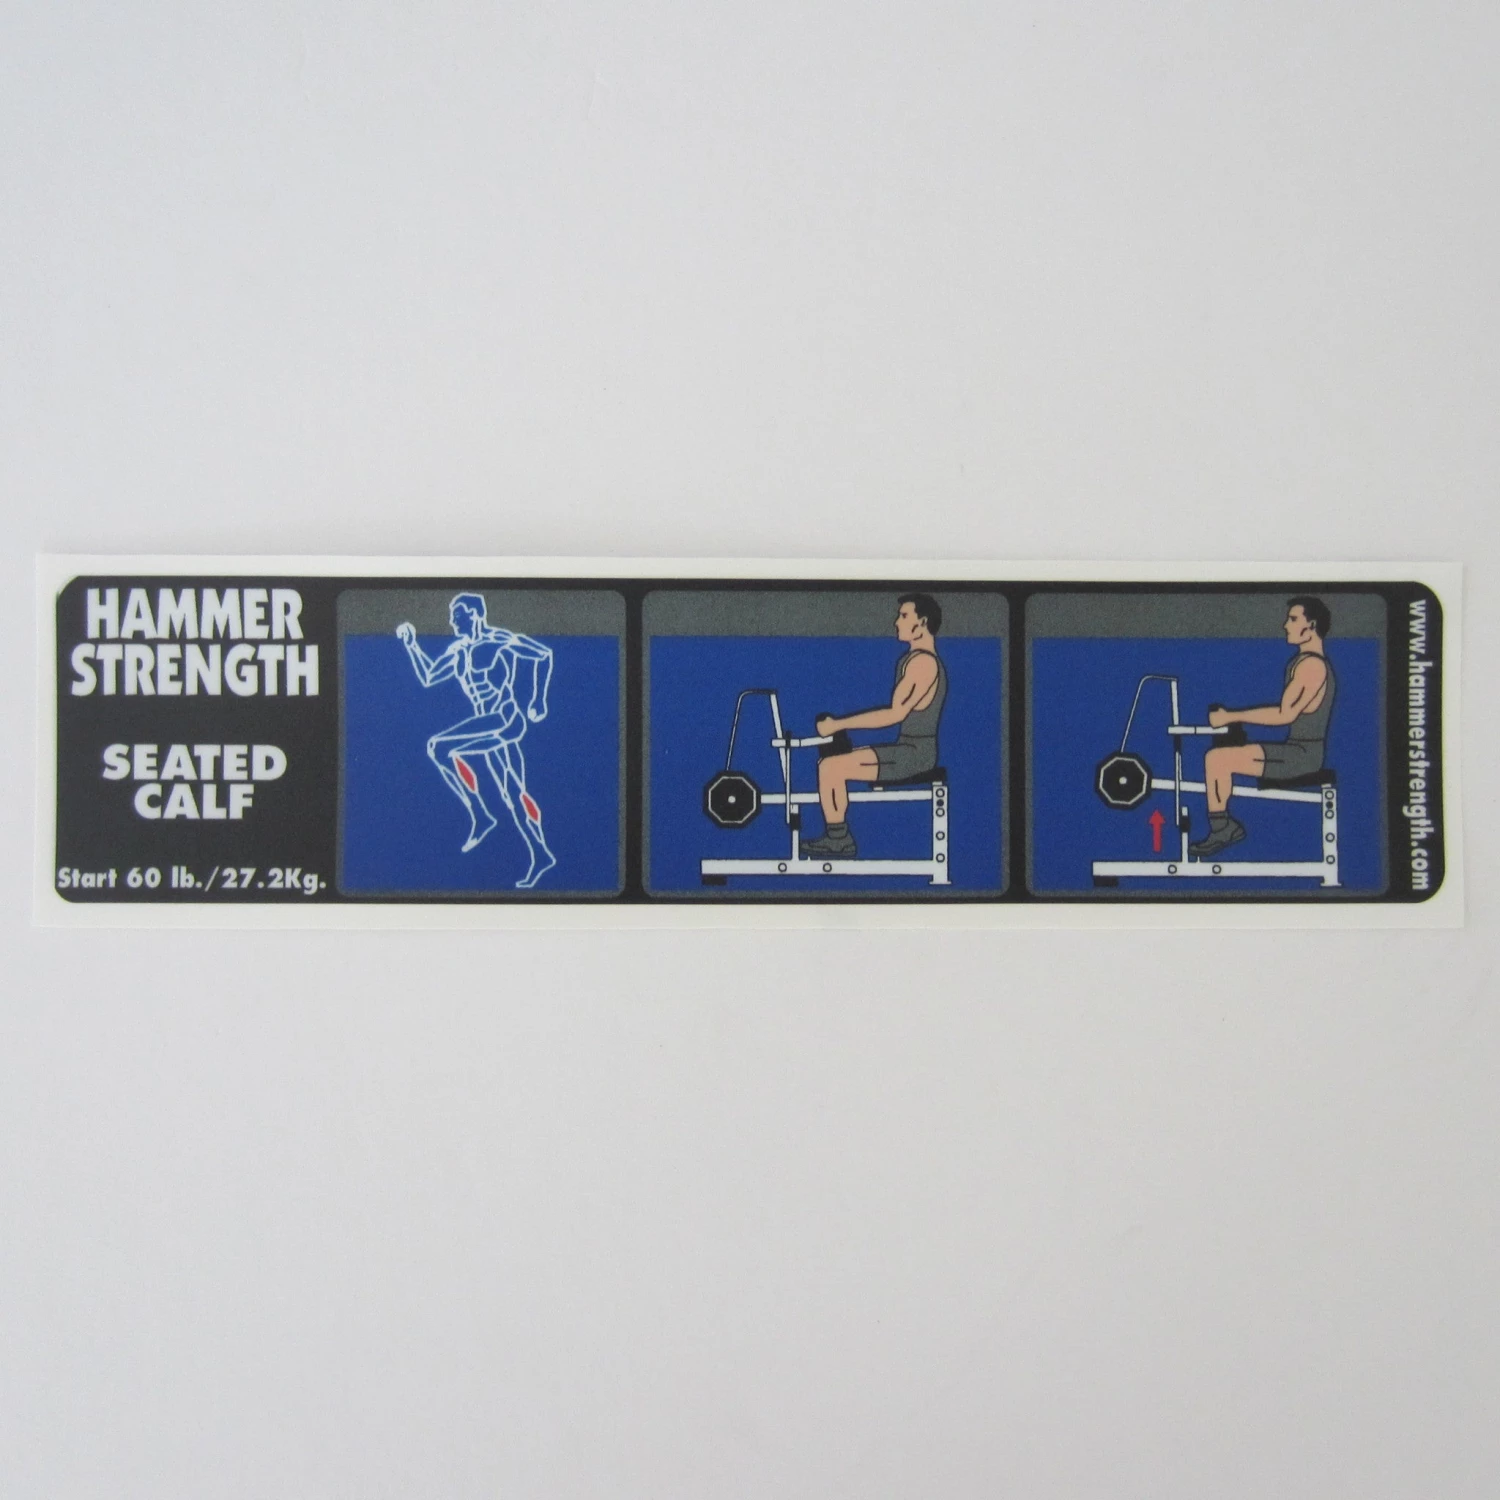 HAMMER
STRENGTH
SEATED
CALF
Start 60 lb./27.2Kg.
www.hammerstrength.com